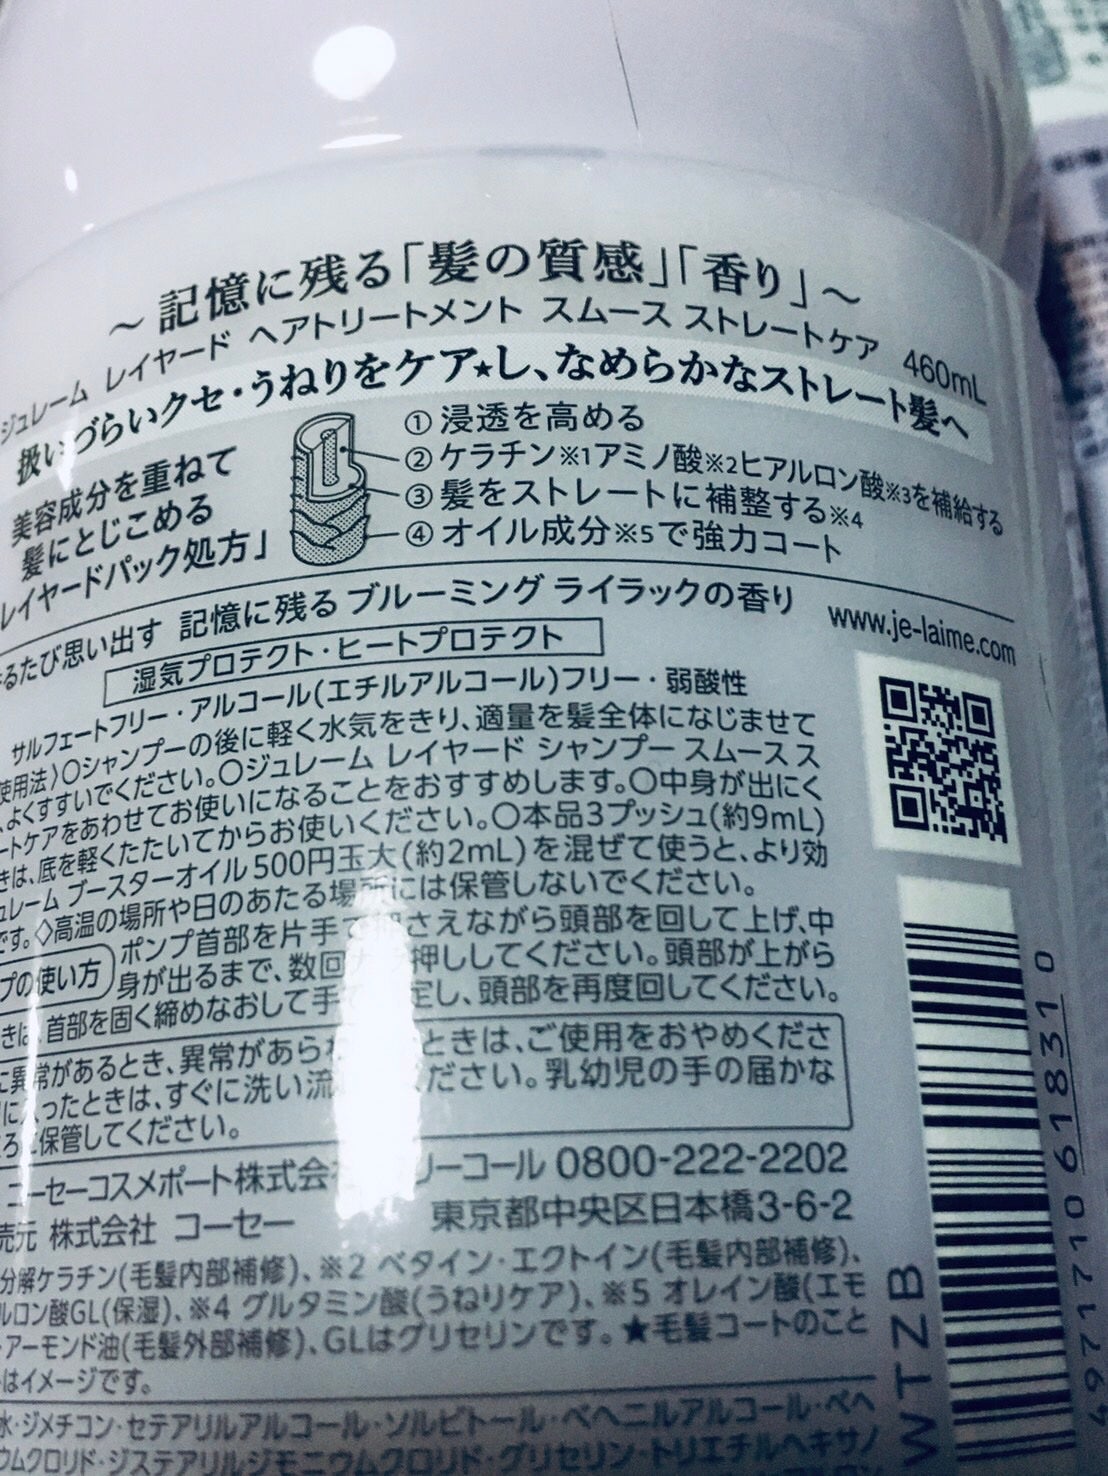 ～記憶に残る「髪の質感」「香り」～
ジュレーム レイヤード ヘアトリートメント スムース ストレートケア 460mL
扱いづらいクセ・うねりをケア★し、なめらかなストレート髪へ
美容成分を重ねて
髪にとじこめる
レイヤードパック処方」
①浸透を高める
②ケラチン※1アミノ酸※2ヒアルロン酸※3を補給する
③髪をストレートに補整する※4
④オイル成分※5で強力コート
るたび思い出す 記憶に残る ブルーミング ライラックの香り
www.je-laime.com
湿気プロテクト・ヒートプロテクト
サルフェートフリー・アルコール(エチルアルコール)フリー・弱酸性
使用法〉○シャンプーの後に軽く水気をきり、適量を髪全体になじませて
、よくすすいでください。○ジュレーム レイヤード シャンプー スムース ス
ートケアをあわせてお使いになることをおすすめします。○中身が出にく
きは、底を軽くたたいてからお使いください。○本品3プッシュ(約9mL)
ュレーム ブースターオイル500円玉大(約2mL)を混ぜて使うと、より効
です。◇高温の場所や日のあたる場所には保管しないでください。
プの使い方
ポンプ首部を片手で押さえながら頭部を回して上げ、中
身が出るまで、数回 押ししてください。頭部が上がら
きは、首部を固く締めなおして手 定し、頭部を再度回してください。
に異常があるとき、異常があら ときは、ご使用をおやめくださ
に入ったときは、すぐに洗い流 ださい。乳幼児の手の届かな
ろに保管してください。
コーセーコスメポート株式会 リーコール 0800-222-2202
売元 株式会社 コーセー 東京都中央区日本橋3-6-2
分解ケラチン(毛髪内部補修)、※2 ベタイン・エクトイン(毛髪内部補修)、
ルロン酸GL(保湿)、※4 グルタミン酸(うねりケア)、※5 オレイン酸(エモ
・アーモンド油(毛髪外部補修)、GLはグリセリンです。★毛髪コートのこと
はイメージです。
水・ジメチコン・セテアリルアルコール・ソルビトール・ベヘニルアルコール・ベヘ
ウムクロリド・ジステアリルジモニウムクロリド・グリセリン・トリエチルヘキサノ
WTZB
4971710618310